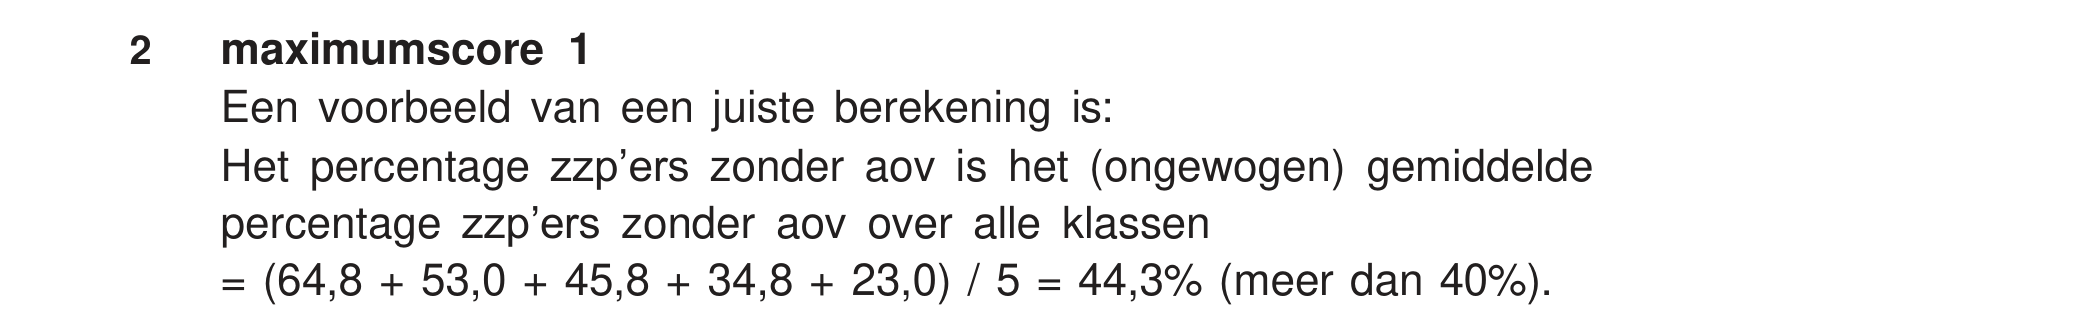 2 maximumscore 1
Een voorbeeld van een juiste berekening is:
Het percentage zzp’ers zonder aov is het (ongewogen) gemiddelde
percentage zzp’ers zonder aov over alle klassen
= (64,8 + 53,0 + 45,8 + 34,8 + 23,0) / 5 = 44,3% (meer dan 40%).